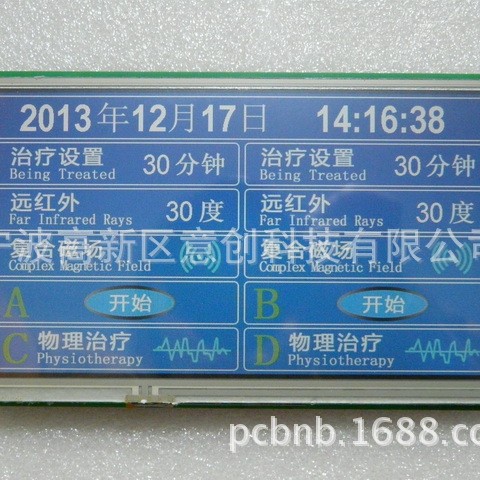 2013年12月17日 14:16:38
治疗设置 30分钟 治疗设置 30分钟
Being Treated Being Treated
远红外 30度 远红外 30度
Far Infrared Rays Far Infrared Rays
宁波高新区意创科技有限公司
复合磁场 复合磁场
Complex Magnetic Field Complex Magnetic Field
A 开始 B 开始
C 物理治疗 D 物理治疗
Physiotherapy Physiotherapy
pcbnb.1688.co